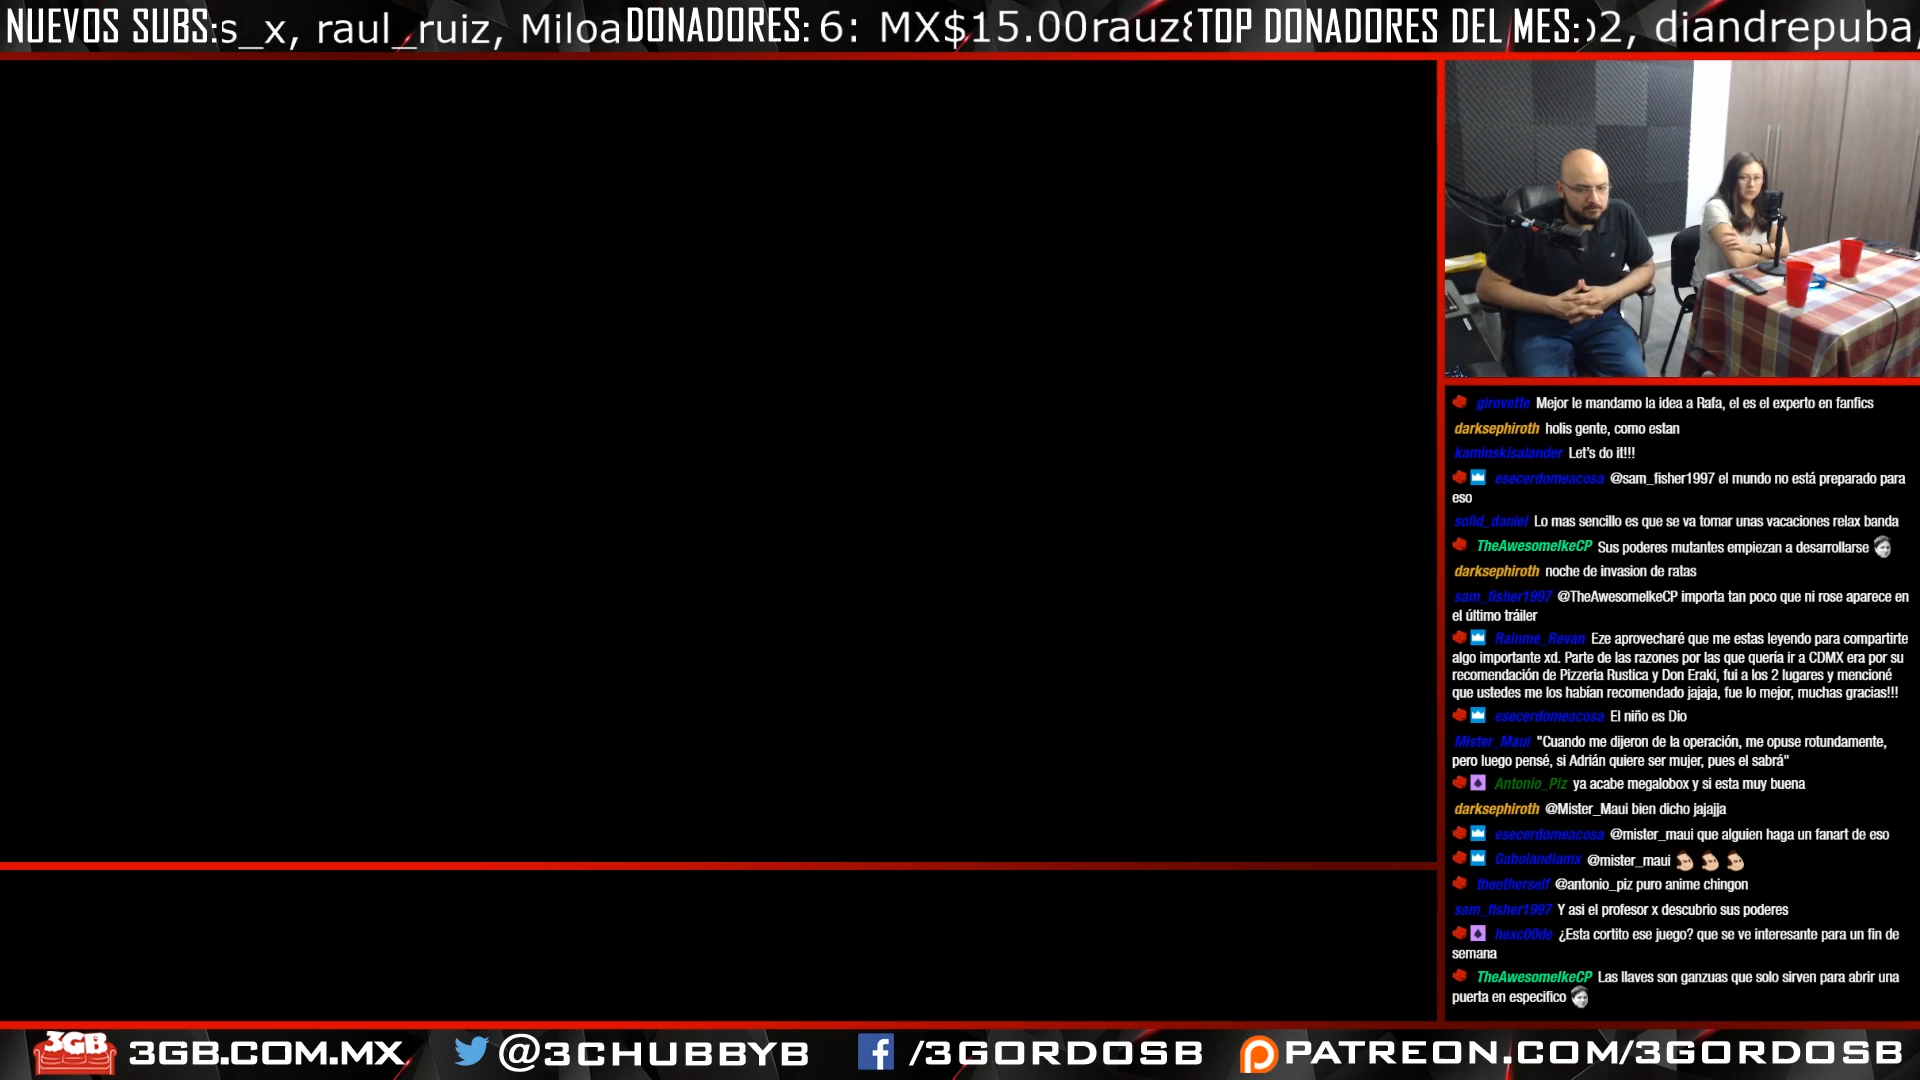 NUEVOS SUBS: s_x, raul_ruiz, Miloa DONADORES: 6: MX$15.00rauz8 TOP DONADORES DEL MES: o2, diandrepuba,
girovette Mejor le mandamo la idea a Rafa, el es el experto en fanfics
darksephiroth holis gente, como estan
kaminskisalander Let's do it!!!
esecerdomeacosa @sam_fisher1997 el mundo no está preparado para
eso
solid_daniel Lo mas sencillo es que se va tomar unas vacaciones relax banda
TheAwesomeIkeCP Sus poderes mutantes empiezan a desarrollarse
darksephiroth noche de invasion de ratas
sam_fisher1997 @TheAwesomeIkeCP importa tan poco que ni rose aparece en
el último tráiler
Rainme_Revan Eze aprovecharé que me estas leyendo para compartirte
algo importante xd. Parte de las razones por las que quería ir a CDMX era por su
recomendación de Pizzeria Rustica y Don Eraki, fui a los 2 lugares y mencioné
que ustedes me los habían recomendado jajaja, fue lo mejor, muchas gracias!!!
esecerdomeacosa El niño es Dio
Mister_Maui "Cuando me dijeron de la operación, me opuse rotundamente,
pero luego pensé, si Adrián quiere ser mujer, pues el sabrá"
Antonio_Piz ya acabe megalobox y si esta muy buena
darksephiroth @Mister_Maui bien dicho jajajja
esecerdomeacosa @mister_maui que alguien haga un fanart de eso
Gabolandiamx @mister_maui
theotherself @antonio_piz puro anime chingon
sam_fisher1997 Y asi el profesor x descubrio sus poderes
hexc00de ¿Esta cortito ese juego? que se ve interesante para un fin de
semana
TheAwesomeIkeCP Las llaves son ganzuas que solo sirven para abrir una
puerta en especifico
3GB 3GB.COM.MX @3CHUBBYB /3GORDOSB PATREON.COM/3GORDOSB